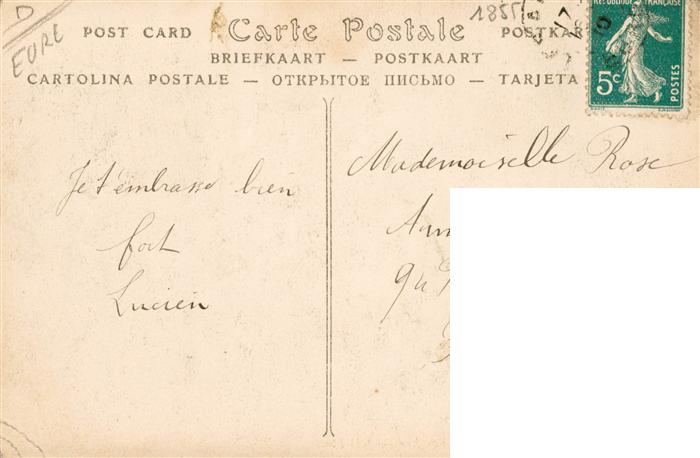 D
EURE
1855
POST CARD Carte Postale POSTKAR
BRIEFKAART — POSTKAART
CARTOLINA POSTALE — ОТКРЫТОЕ ПИСЬМО — TARJETA
FRANÇAISE
5c
POSTES
Je t'embrasse bien
fort
Lucien
Mademoiselle Rose